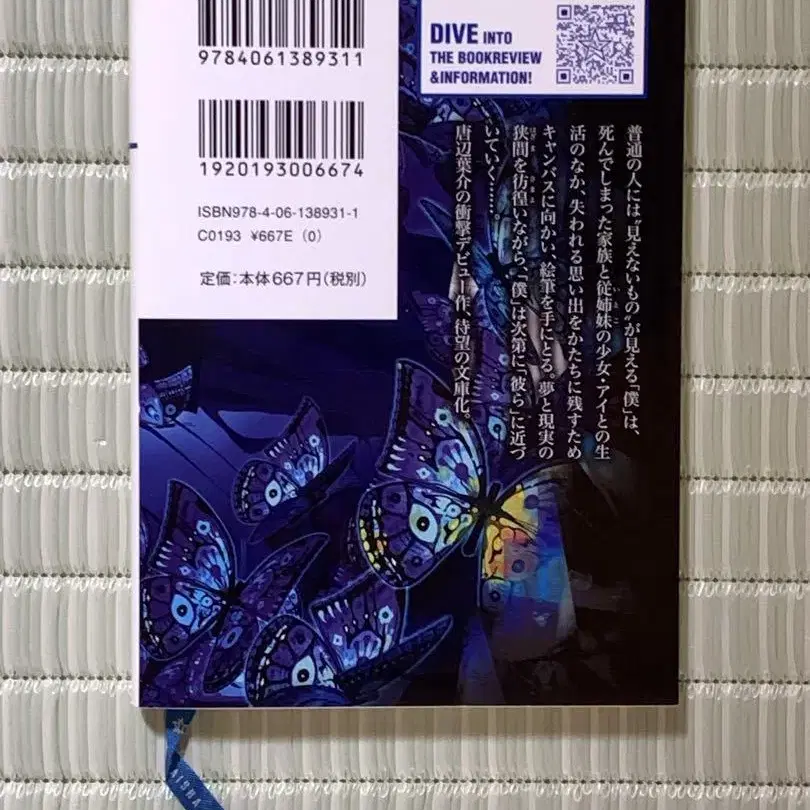 9784061389311
1920193006674
ISBN978-4-06-138931-1
C0193 ¥667E (0)
定価:本体667円(税別)
DIVE INTO
THE BOOKREVIEW
&INFORMATION!
普通の人には“見えないもの”が見える「僕」は、
死んでしまった家族と従姉妹の少女・アイとの生
活のなか、失われる思い出をかたちに残すため
キャンバスに向かい、絵筆を手にとる。夢と現実の
狭間を彷徨いながら、「僕」は次第に「彼ら」に近づ
いていく……。
唐辺葉介の衝撃デビュー作、待望の文庫化。